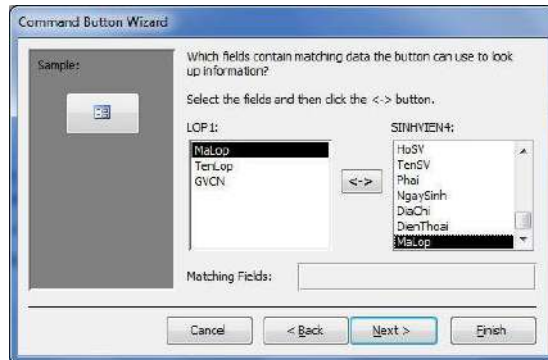 Command Button Wizard
Sample:
Which fields contain matching data the button can use to look
up information?
Select the fields and then click the <-> button.
LOP1:
SINHVIEN4:
MaLop
TenLop
GVCN
<->
HoSV
TenSV
Phai
NgaySinh
DiaChi
DienThoai
MaLop
Matching Fields:
Cancel
< Back
Next >
Finish